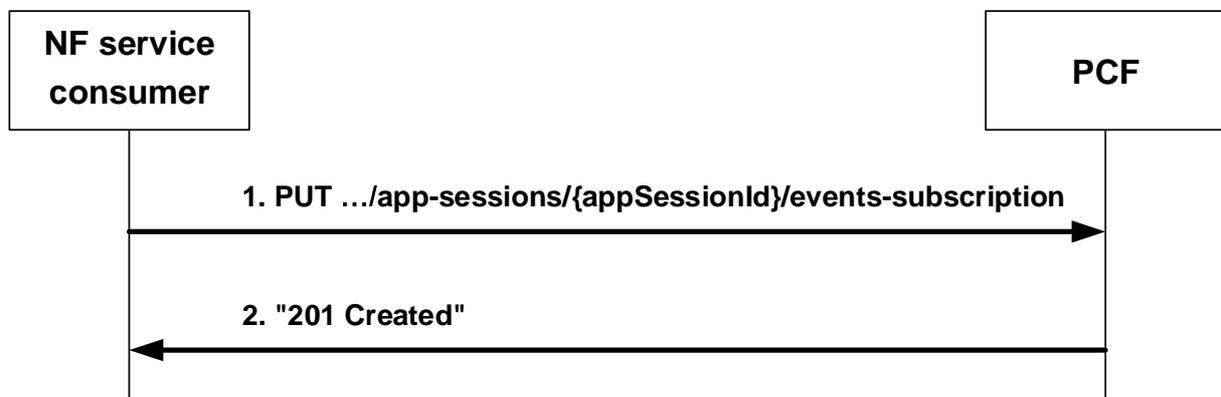 NF service
consumer
PCF
1. PUT …/app-sessions/{appSessionId}/events-subscription
2. "201 Created"